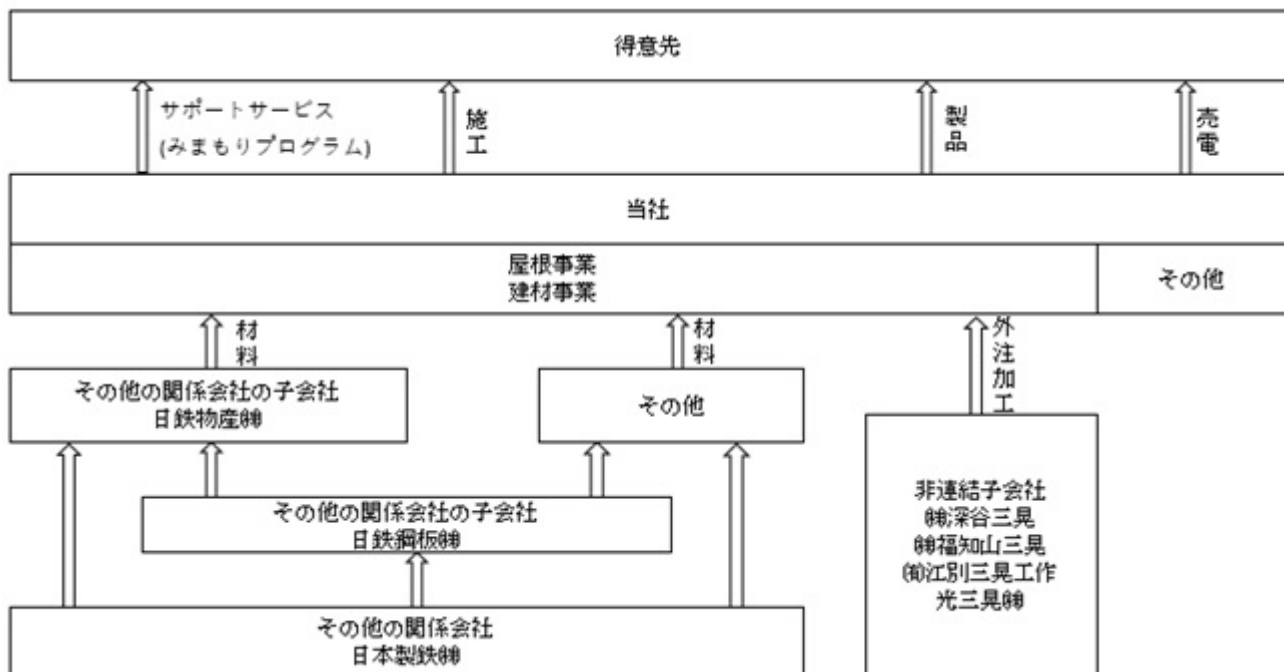 得意先
サポートサービス
(みまもりプログラム)
施工
製品
売電
当社
屋根事業
建材事業
その他
材料
材料
外注加工
その他の関係会社の子会社
日鉄物産㈱
その他
その他の関係会社の子会社
日鉄鋼板㈱
その他の関係会社
日本製鉄㈱
非連結子会社
㈱深谷三晃
㈱福知山三晃
㈲江別三晃工作
光三晃㈱